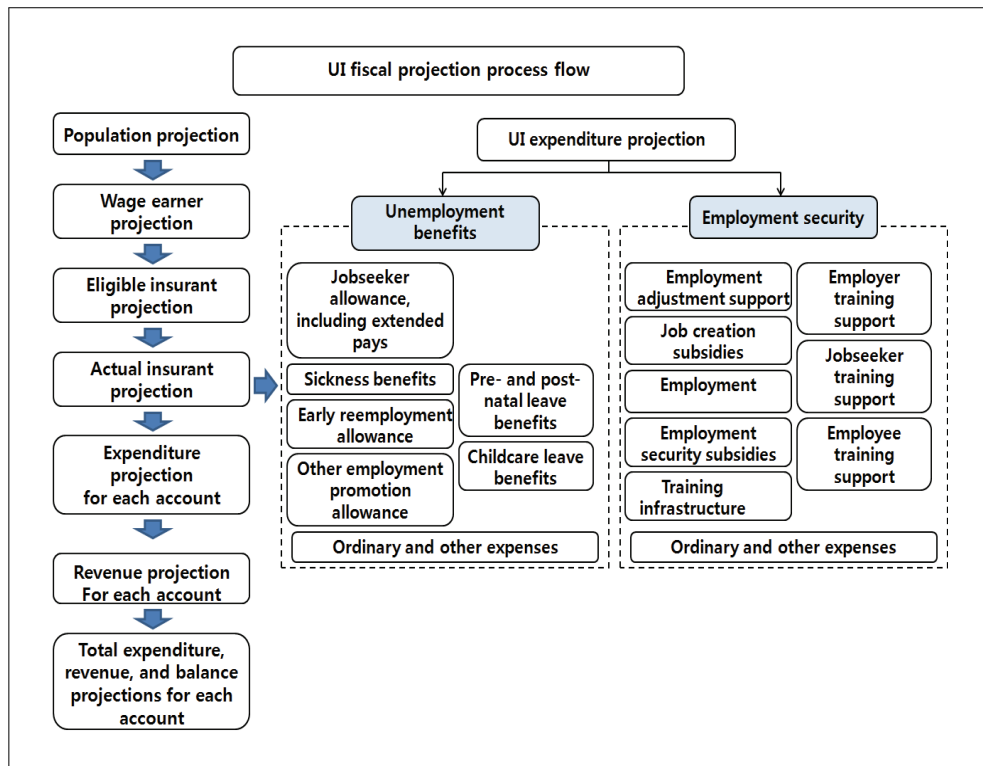 UI fiscal projection process flow
Population projection
Wage earner
projection
Eligible insurant
projection
Actual insurant
projection
Expenditure
projection
for each account
Revenue projection
For each account
Total expenditure,
revenue, and balance
projections for each
account
UI expenditure projection
Unemployment
benefits
Jobseeker
allowance,
including extended
pays
Sickness benefits
Early reemployment
allowance
Other employment
promotion
allowance
Pre- and post-
natal leave
benefits
Childcare leave
benefits
Ordinary and other expenses
Employment security
Employment
adjustment support
Job creation
subsidies
Employment
Employment
security subsidies
Training
infrastructure
Employer
training
support
Jobseeker
training
support
Employee
training
support
Ordinary and other expenses